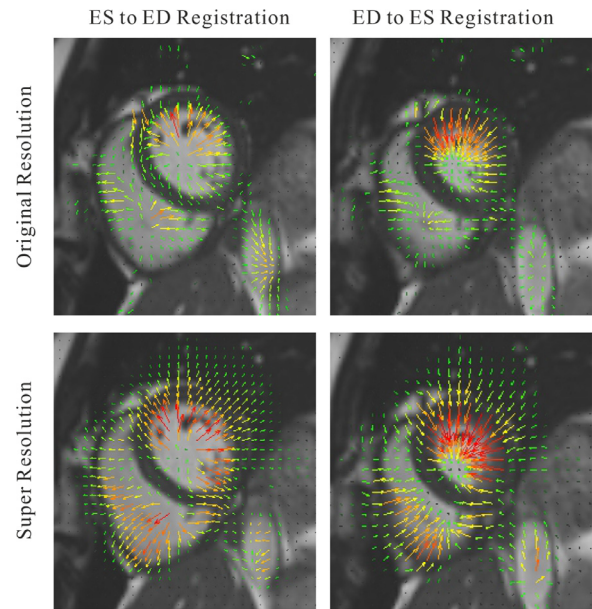 ES to ED Registration
ED to ES Registration
Original Resolution
Super Resolution